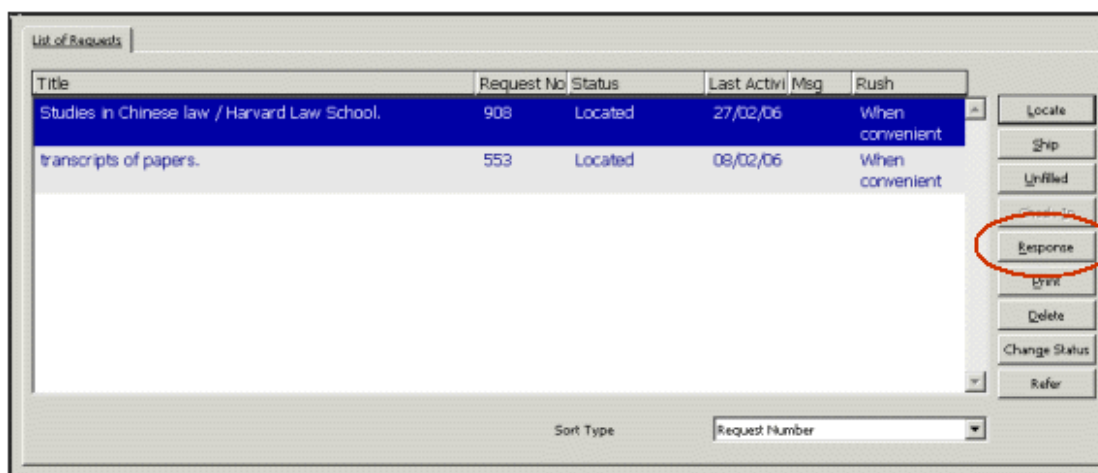 List of Requests
Title Request No Status Last Activi Msg Rush
Studies in Chinese law / Harvard Law School. 908 Located 27/02/06 When
convenient
transcripts of papers. 553 Located 08/02/06 When
convenient
Locate
Ship
Unfilled
Check-In
Response
Print
Delete
Change Status
Refer
Sort Type Request Number